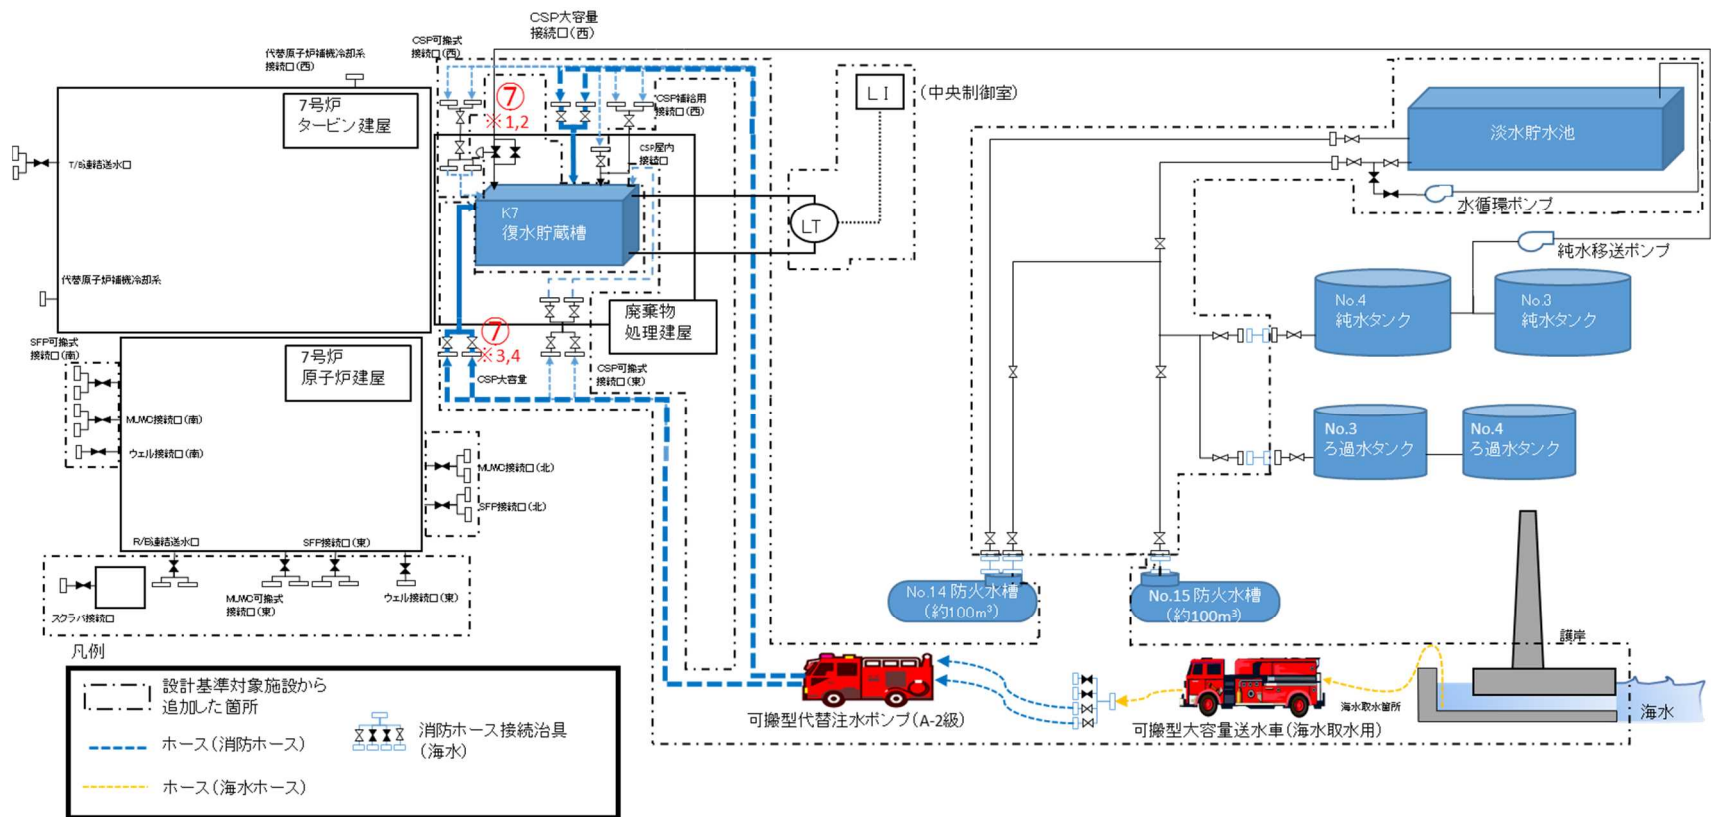 CSP大容量
接続口(西)
CSP可搬式
接続口(西)
代替原子炉補機冷却系
接続口(西)
7号炉
タービン建屋
T/B連結送水口
代替原子炉補機冷却系
⑦
※1,2
CSP補給用
接続口(西)
CSP屋内
接続口
K7
復水貯蔵槽
LI
(中央制御室)
LT
廃棄物
処理建屋
⑦
※3,4
CSP大容量
CSP可搬式
接続口(東)
淡水貯水池
水循環ポンプ
純水移送ポンプ
No.4
純水タンク
No.3
純水タンク
No.3
ろ過水タンク
No.4
ろ過水タンク
SFP可搬式
接続口(南)
7号炉
原子炉建屋
MUWC接続口(南)
ウェル接続口(南)
MUWC接続口(北)
SFP接続口(北)
R/B連結送水口
SFP接続口(東)
MUWC可搬式
接続口(東)
ウェル接続口(東)
スクラバ接続口
No.14 防火水槽
(約100m³)
No.15 防火水槽
(約100m³)
護岸
海水取水箇所
海水
可搬型代替注水ポンプ(A-2級)
可搬型大容量送水車(海水取水用)
凡例
設計基準対象施設から
追加した箇所
ホース(消防ホース)
ホース(海水ホース)
消防ホース接続治具
(海水)